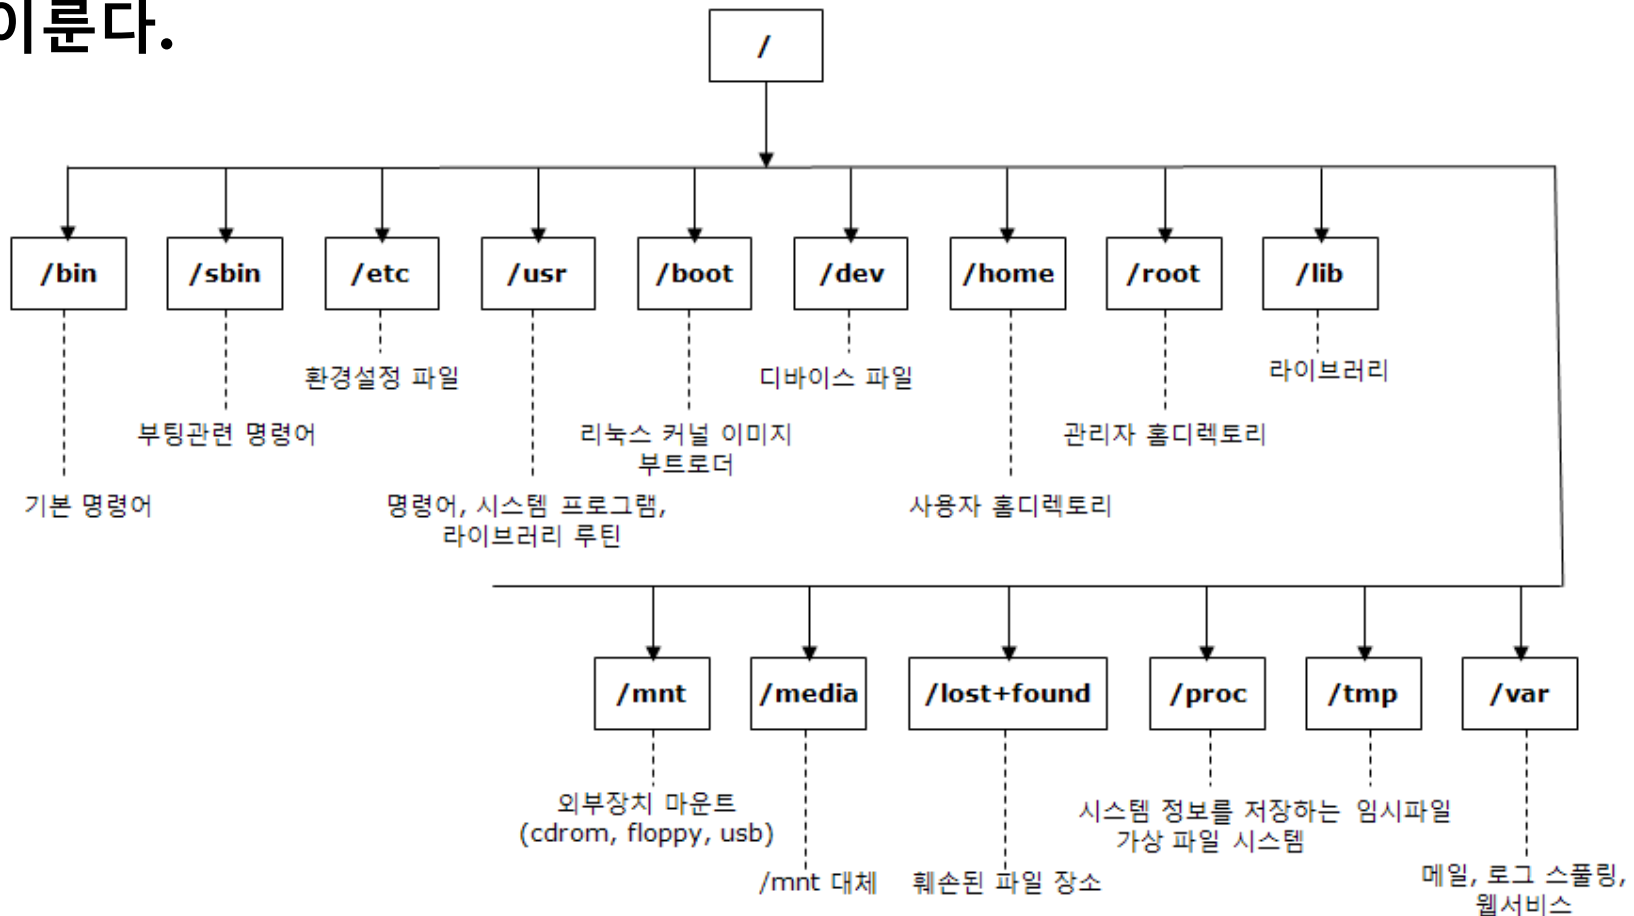 이룬다.
/
/bin
/sbin
/etc
/usr
/boot
/dev
/home
/root
/lib
환경설정 파일
디바이스 파일
라이브러리
부팅관련 명령어
리눅스 커널 이미지
부트로더
관리자 홈디렉토리
기본 명령어
명령어, 시스템 프로그램,
라이브러리 루틴
사용자 홈디렉토리
/mnt
/media
/lost+found
/proc
/tmp
/var
외부장치 마운트
(cdrom, floppy, usb)
시스템 정보를 저장하는
가상 파일 시스템
임시파일
/mnt 대체
훼손된 파일 장소
메일, 로그 스풀링,
웹서비스